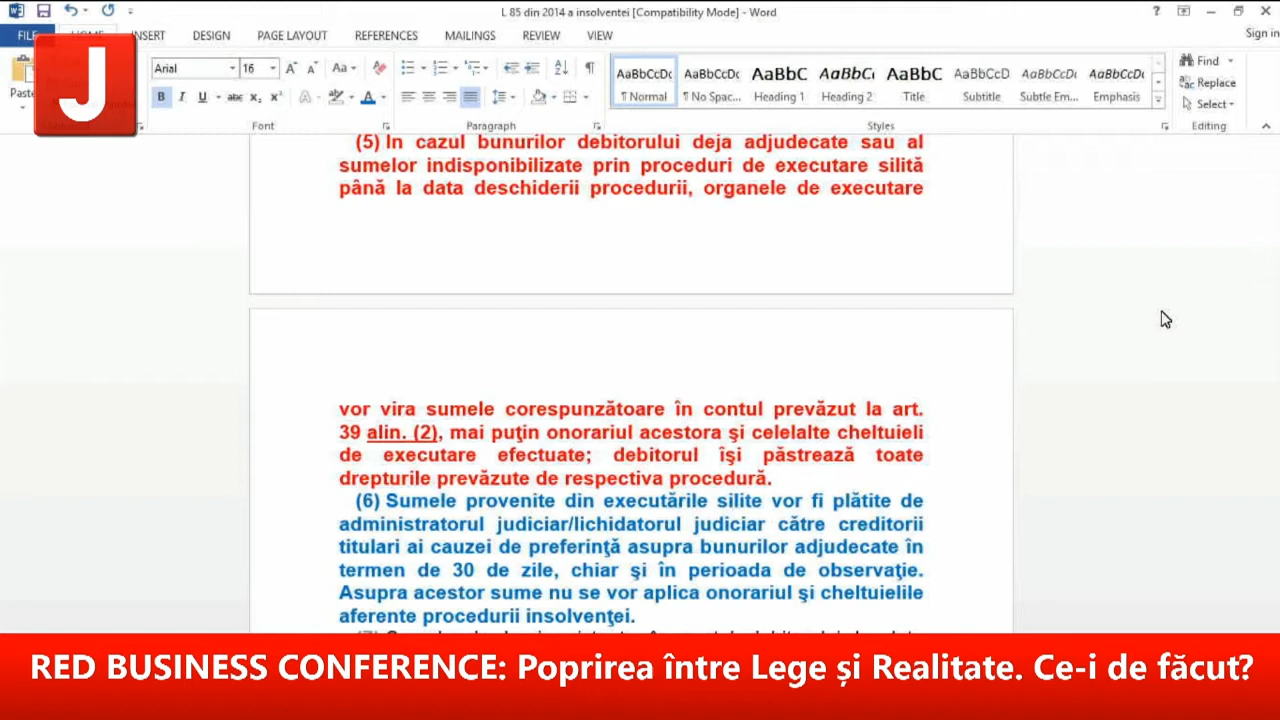 L 85 din 2014 a insolventei [Compatibility Mode] - Word
?
FILE HOME INSERT DESIGN PAGE LAYOUT REFERENCES MAILINGS REVIEW VIEW Sign in
J
Paste
Arial 16 Aa
B I U abc X₂ X² A A
Font
Paragraph
AaBbCcDc AaBbCcDc AaBbC AaBbCc AaBbC AaBbCcD AaBbCcDc AaBbCcDc
¶ Normal ¶ No Spac... Heading 1 Heading 2 Title Subtitle Subtle Em... Emphasis
Styles
Find
Replace
Select
Editing
(5) In cazul bunurilor debitorului deja adjudecate sau al
sumelor indisponibilizate prin proceduri de executare silită
până la data deschiderii procedurii, organele de executare
vor vira sumele corespunzătoare în contul prevăzut la art.
39 alin. (2), mai puţin onorariul acestora şi celelalte cheltuieli
de executare efectuate; debitorul îşi păstrează toate
drepturile prevăzute de respectiva procedură.
(6) Sumele provenite din executările silite vor fi plătite de
administratorul judiciar/lichidatorul judiciar către creditorii
titulari ai cauzei de preferinţă asupra bunurilor adjudecate în
termen de 30 de zile, chiar şi în perioada de observaţie.
Asupra acestor sume nu se vor aplica onorariul şi cheltuielile
aferente procedurii insolvenţei.
RED BUSINESS CONFERENCE: Poprirea între Lege și Realitate. Ce-i de făcut?